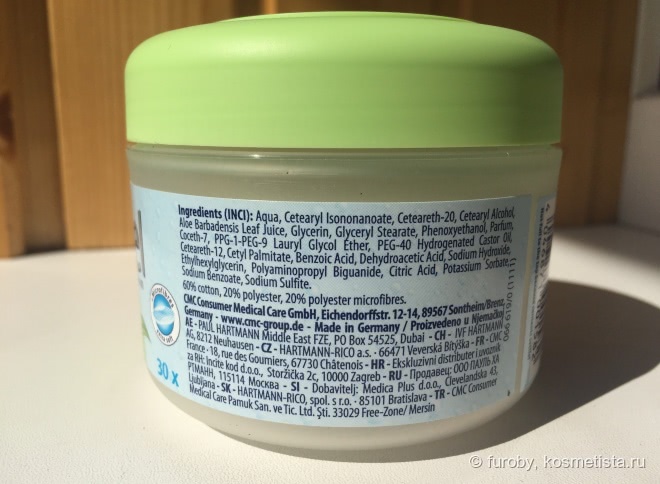 Ingredients (INCI): Aqua, Cetearyl Isononanoate, Ceteareth-20, Cetearyl Alcohol,
Aloe Barbadensis Leaf Juice, Glycerin, Glyceryl Stearate, Phenoxyethanol, Parfum,
Coceth-7, PPG-1-PEG-9 Lauryl Glycol Ether, PEG-40 Hydrogenated Castor Oil,
Ceteareth-12, Cetyl Palmitate, Benzoic Acid, Dehydroacetic Acid, Sodium Hydroxide,
Ethylhexylglycerin, Polyaminopropyl Biguanide, Citric Acid, Potassium Sorbate,
Sodium Benzoate, Sodium Sulfite.
60% cotton, 20% polyester, 20% polyester microfibres.
CMC Consumer Medical Care GmbH, Eichendorffstr. 12-14, 89567 Sontheim/Brenz,
Germany - www.cmc-group.de - Made in Germany / Proizvedeno u Njemačkoj
AE - PAUL HARTMANN Middle East FZE, PO Box 54525, Dubai - CH - IVF HARTMANN
AG, 8212 Neuhausen - CZ - HARTMANN-RICO a.s. - 66471 Veverská Bítýška - FR - CMC
France - 18, rue des Goumiers, 67730 Châtenois - HR - Ekskluzivni distributer i uvoznik
za RH: Incite kod d.o.o., Storžička 2c, 10000 Zagreb - RU - Продавец: ООО ПАУЛЬ ХА
РТМАНН, 115114 Москва - SI - Dobavitelj: Medica Plus d.o.o., Clevelandska 43,
Ljubljana - SK - HARTMANN-RICO, spol. s r.o. - 85101 Bratislava - TR - CMC Consumer
Medical Care Pamuk San. ve Tic. Ltd. Şti. 33029 Free-Zone/ Mersin
el
30 x
066 619/0 (1111)
© furoby, kosmetista.ru